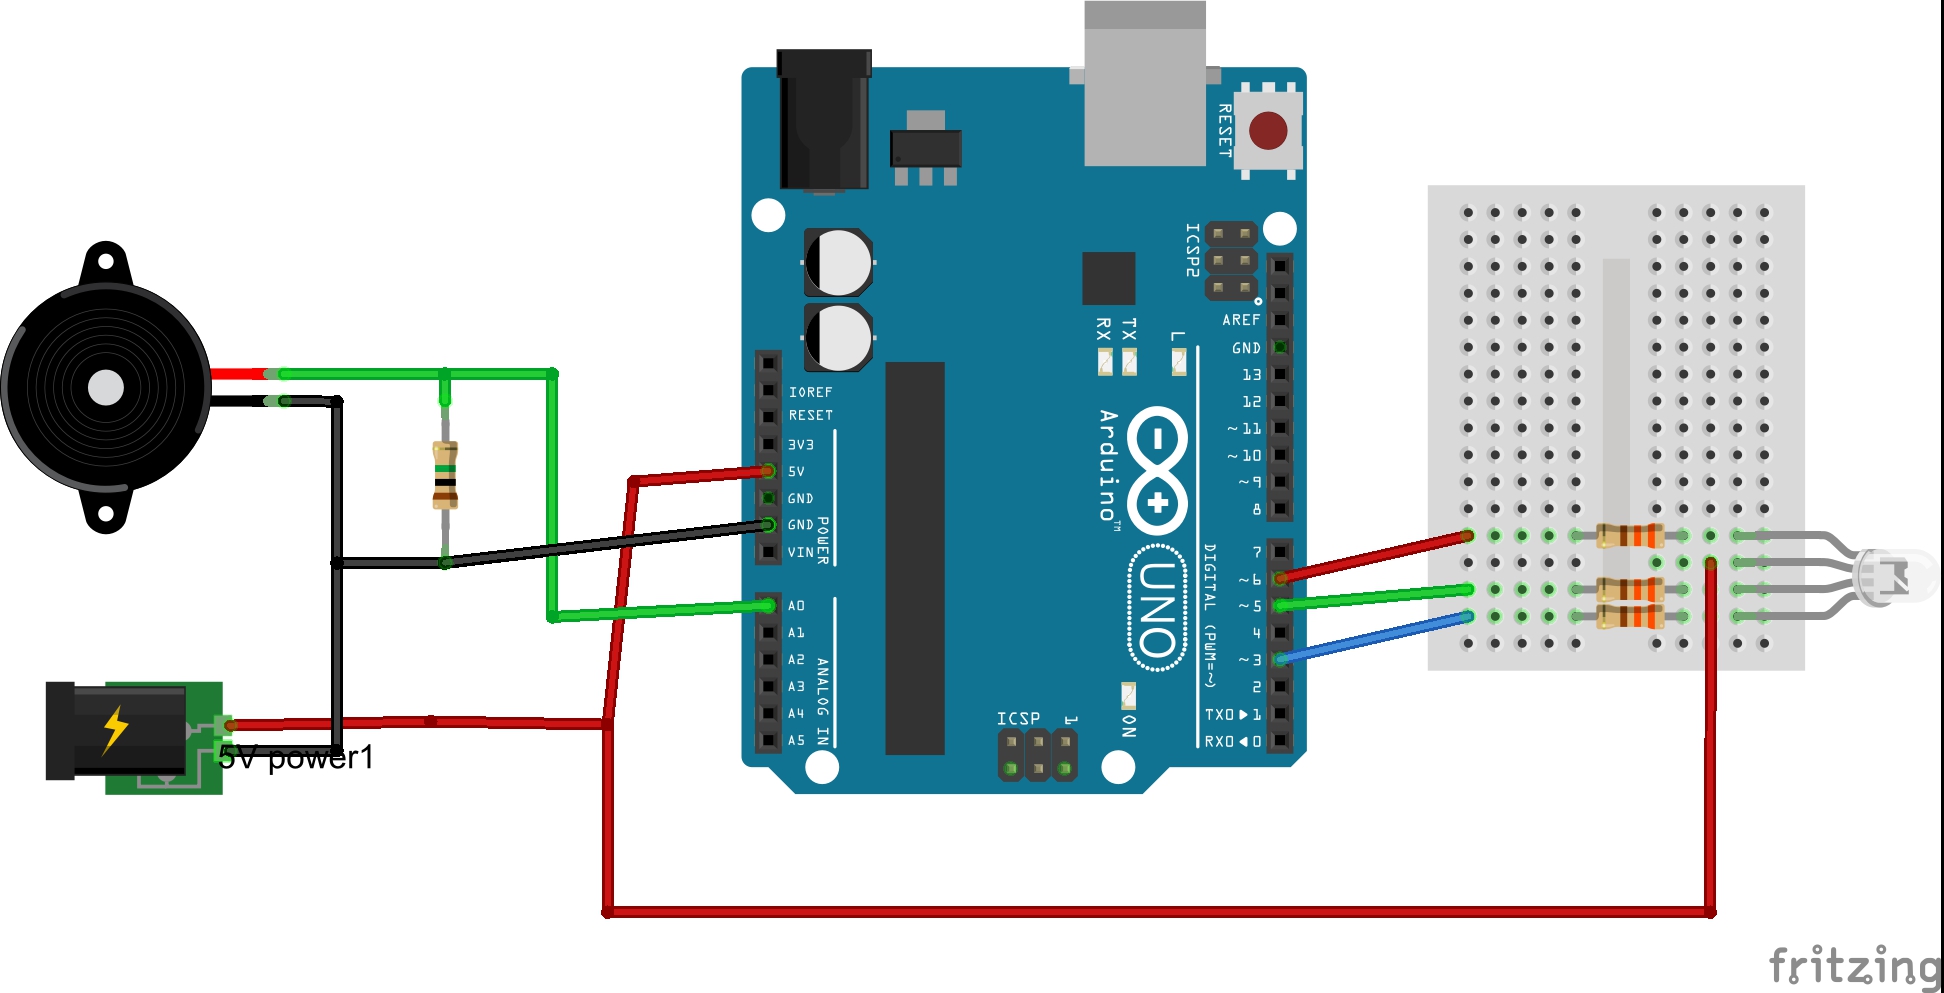 RESET
ICSP2
IOREF
RESET
3V3
5V
GND
GND
VIN
POWER
A0
A1
A2
A3
A4
A5
ANALOG IN
RX
TX
L
Arduino™
UNO
ON
ICSP
1
AREF
GND
13
12
~11
~10
~9
8
7
~6
~5
4
~3
2
TX0▶1
RX0◀0
DIGITAL (PWM=~)
5V power1
fritzing